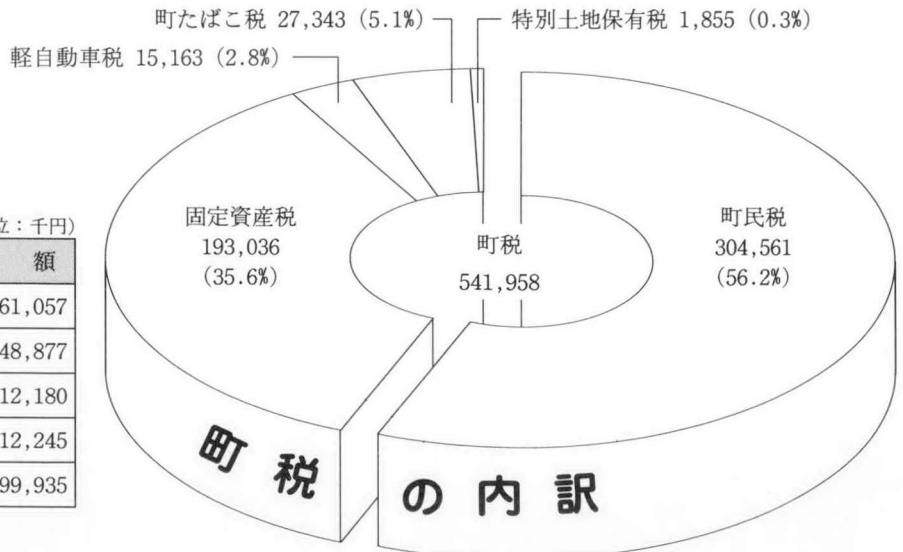 町たばこ税 27,343 (5.1%)
特別土地保有税 1,855 (0.3%)
軽自動車税 15,163 (2.8%)
固定資産税
193,036
(35.6%)
町税
541,958
町民税
304,561
(56.2%)
町税の内訳
位：千円)
額
61,057
48,877
12,180
12,245
99,935